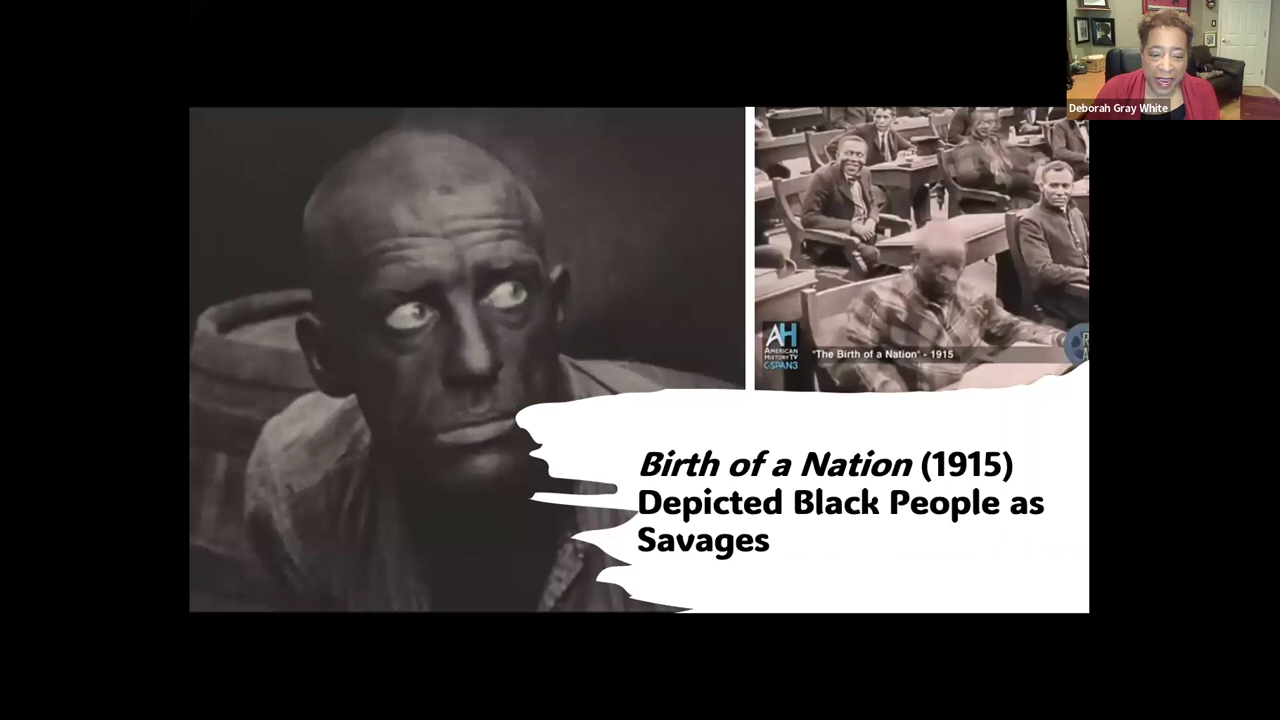 Deborah Gray White
AH
AMERICAN
HISTORY TV
C-SPAN3
"The Birth of a Nation" - 1915
Birth of a Nation (1915)
Depicted Black People as
Savages